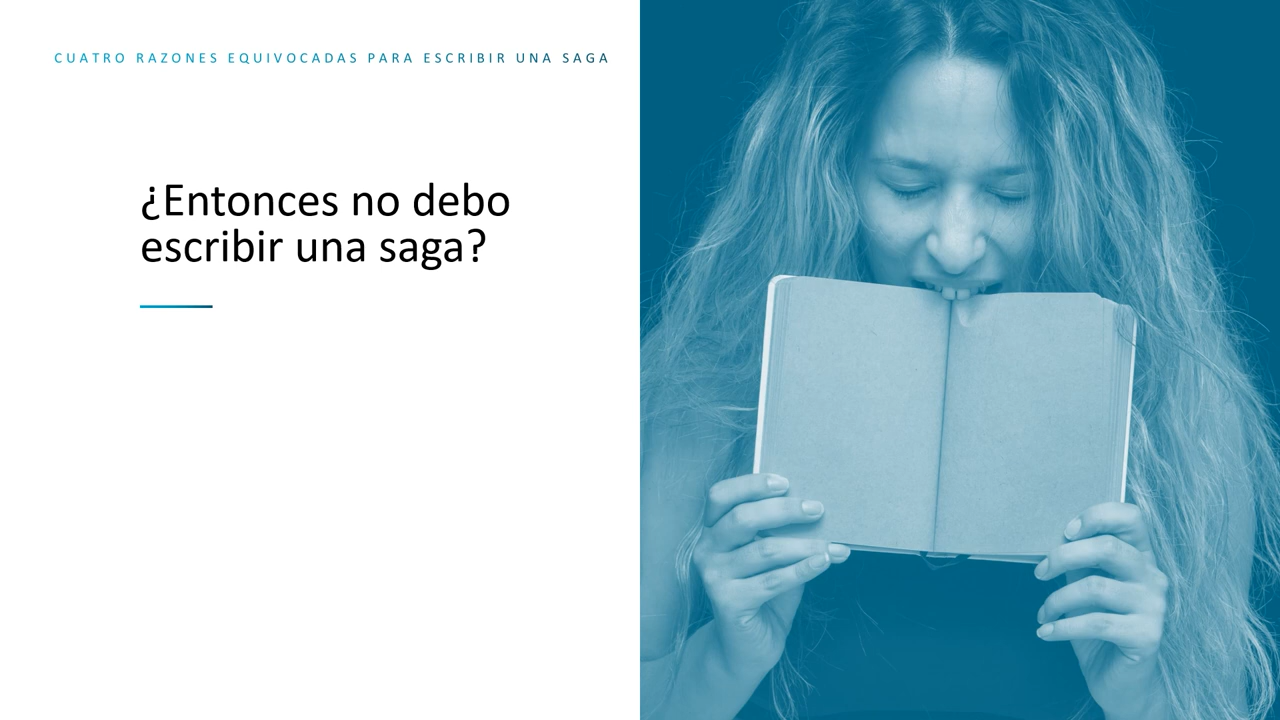 CUATRO RAZONES EQUIVOCADAS PARA ESCRIBIR UNA SAGA
¿Entonces no debo
escribir una saga?